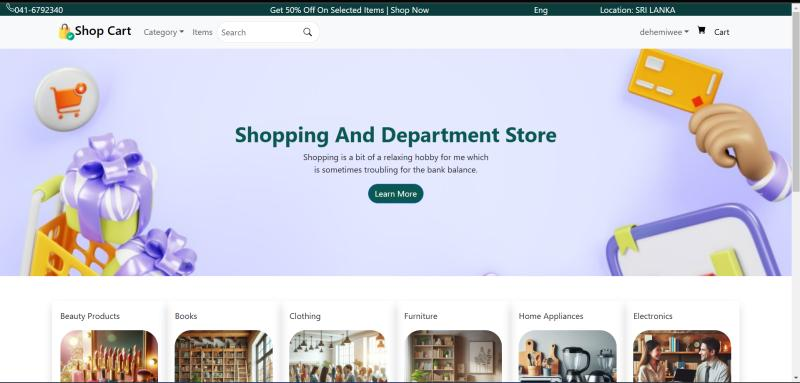 041-6792340 Get 50% Off On Selected Items | Shop Now Eng Location: SRI LANKA
Shop Cart Category Items Search dehemiwee Cart
Shopping And Department Store
Shopping is a bit of a relaxing hobby for me which
is sometimes troubling for the bank balance.
Learn More
Beauty Products Books Clothing Furniture Home Appliances Electronics